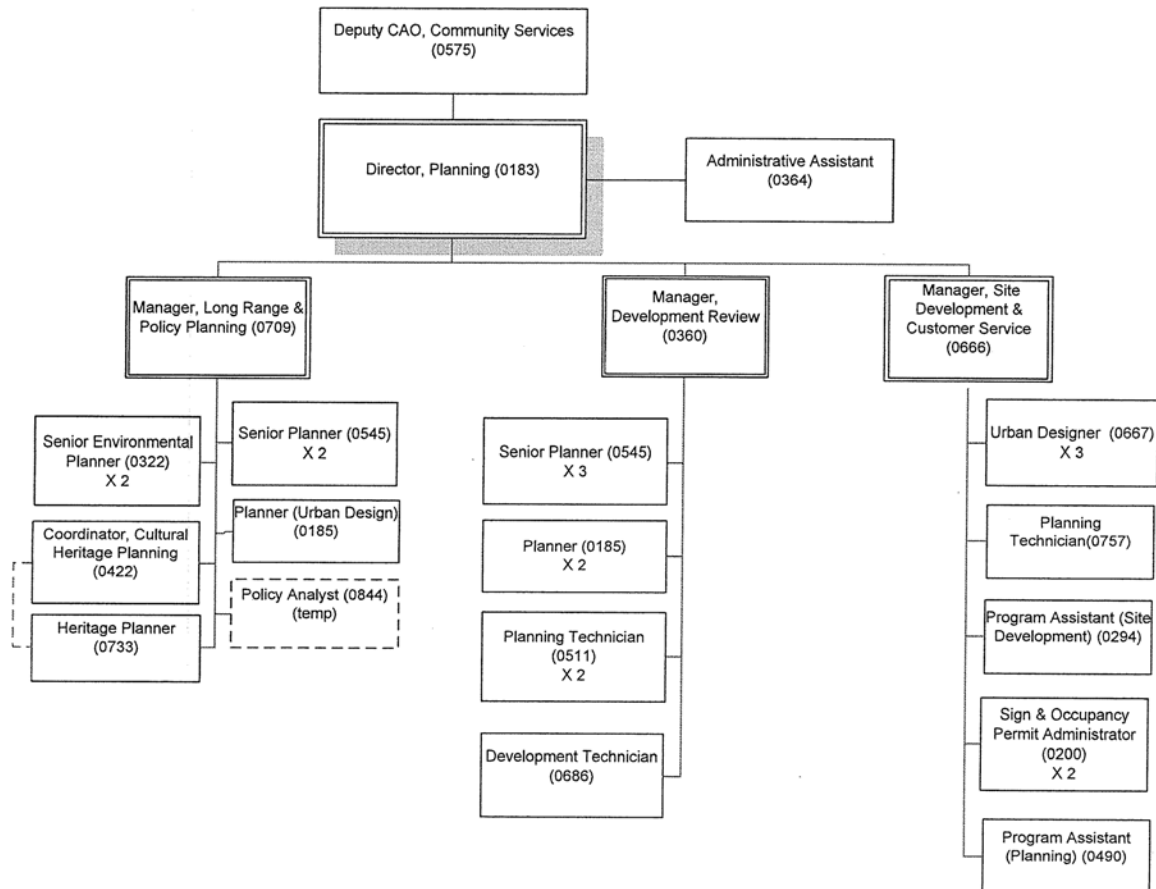 Deputy CAO, Community Services
(0575)
Director, Planning (0183)
Administrative Assistant
(0364)
Manager, Long Range &
Policy Planning (0709)
Manager,
Development Review
(0360)
Manager, Site
Development &
Customer Service
(0666)
Senior Environmental
Planner (0322)
X 2
Senior Planner (0545)
X 2
Coordinator, Cultural
Heritage Planning
(0422)
Planner (Urban Design)
(0185)
Heritage Planner
(0733)
Policy Analyst (0844)
(temp)
Senior Planner (0545)
X 3
Planner (0185)
X 2
Planning Technician
(0511)
X 2
Development Technician
(0686)
Urban Designer (0667)
X 3
Planning
Technician(0757)
Program Assistant (Site
Development) (0294)
Sign & Occupancy
Permit Administrator
(0200)
X 2
Program Assistant
(Planning) (0490)